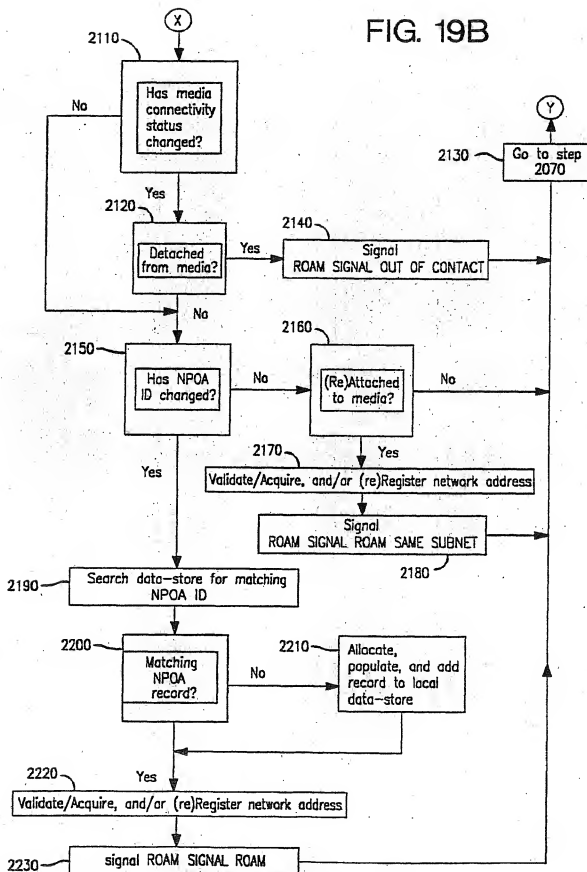 FIG. 19B
X
Y
2110
Has media
connectivity
status
changed?
No
Yes
2130
Go to step
2070
2120
Detached
from media?
Yes
No
2140
Signal
ROAM SIGNAL OUT OF CONTACT
2150
Has NPOA
ID changed?
No
Yes
2160
(Re)Attached
to media?
No
Yes
2170
Validate/Acquire, and/or (re)Register network address
Signal
ROAM SIGNAL ROAM SAME SUBNET
2180
2190
Search data-store for matching
NPOA ID
2200
Matching
NPOA
record?
No
Yes
2210
Allocate,
populate, and add
record to local
data-store
2220
Validate/Acquire, and/or (re)Register network address
2230
signal ROAM SIGNAL ROAM